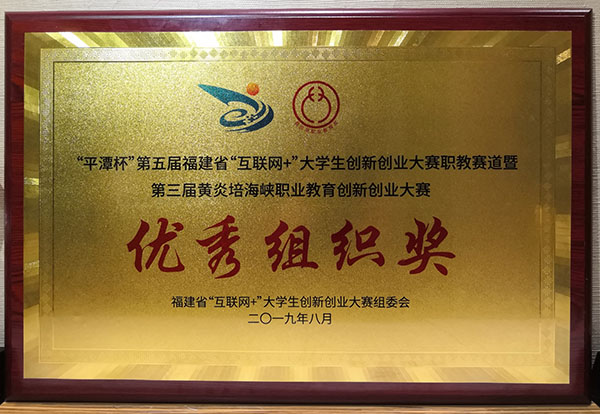 “平潭杯”第五届福建省“互联网+”大学生创新创业大赛职教赛道暨
第三届黄炎培海峡职业教育创新创业大赛
优秀组织奖
福建省“互联网+”大学生创新创业大赛组委会
二〇一九年八月